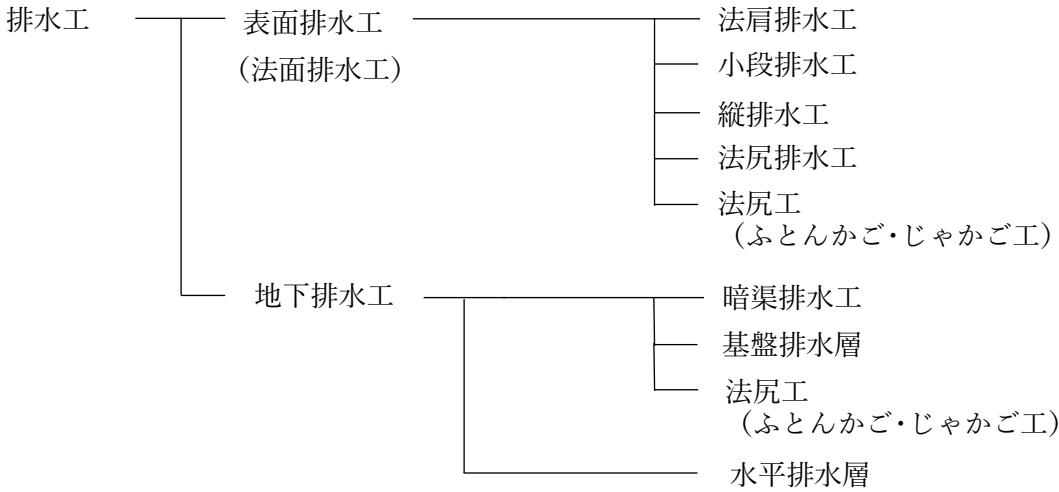 排水工
表面排水工
(法面排水工)
法肩排水工
小段排水工
縦排水工
法尻排水工
法尻工
(ふとんかご・じゃかご工)
地下排水工
暗渠排水工
基盤排水層
法尻工
(ふとんかご・じゃかご工)
水平排水層